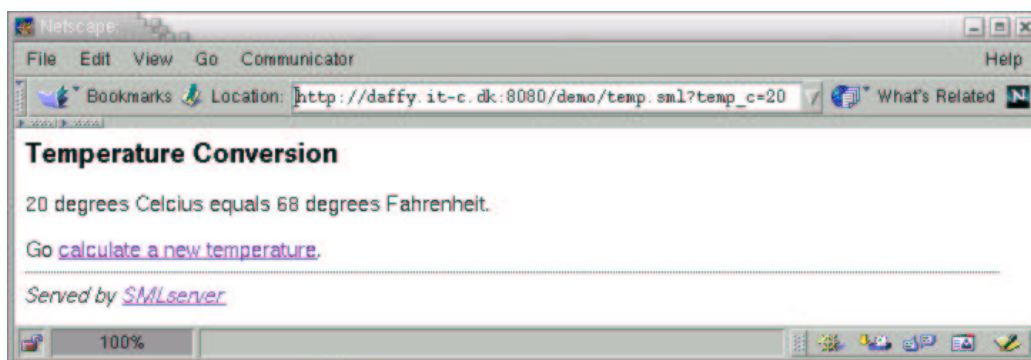 Netscape:
File Edit View Go Communicator Help
Bookmarks Location: http://daffy.it-c.dk:8080/demo/temp.sml?temp_c=20 What's Related N
Temperature Conversion
20 degrees Celcius equals 68 degrees Fahrenheit.
Go calculate a new temperature.
Served by SMLserver
100%